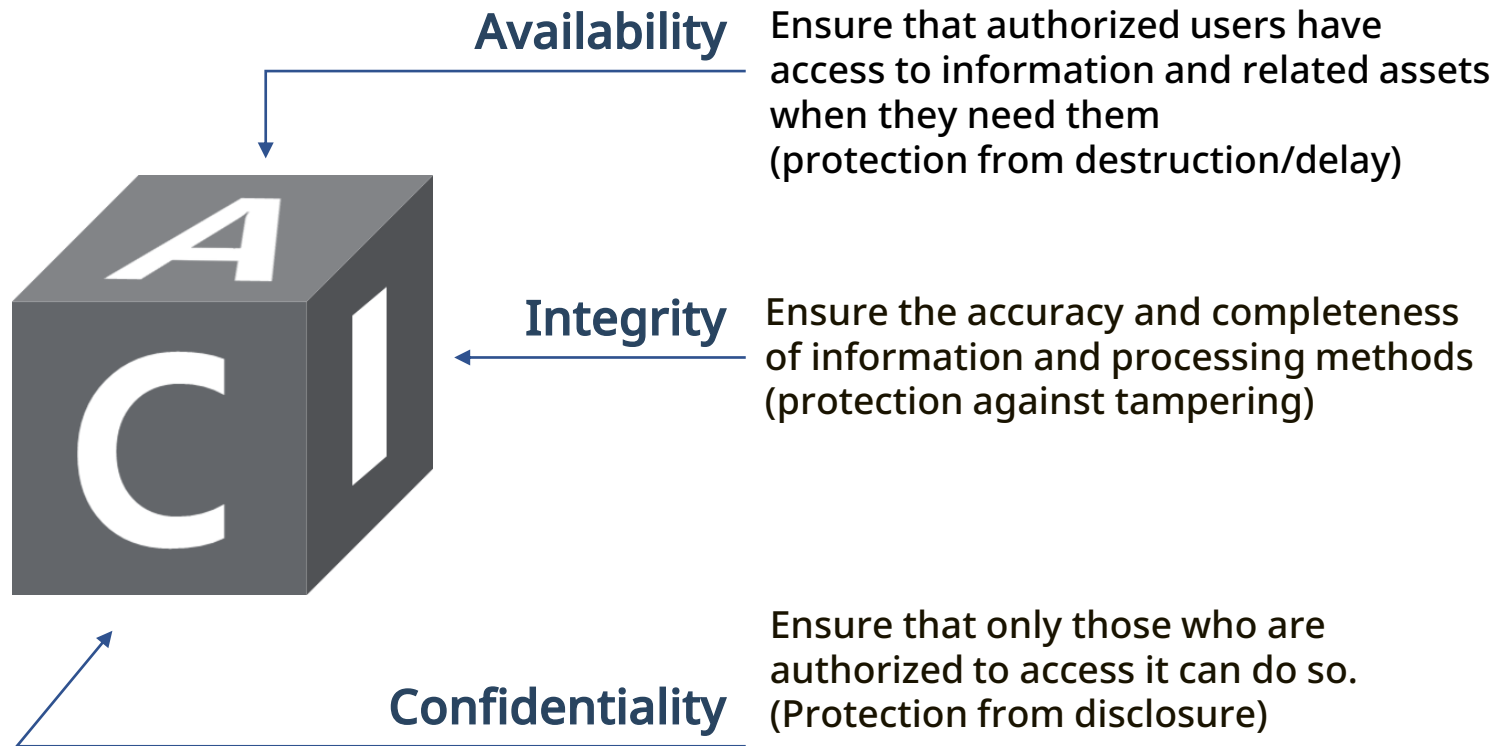 Availability
Ensure that authorized users have
access to information and related assets
when they need them
(protection from destruction/delay)
A
Integrity
Ensure the accuracy and completeness
of information and processing methods
(protection against tampering)
I
C
Ensure that only those who are
authorized to access it can do so.
Confidentiality
(Protection from disclosure)